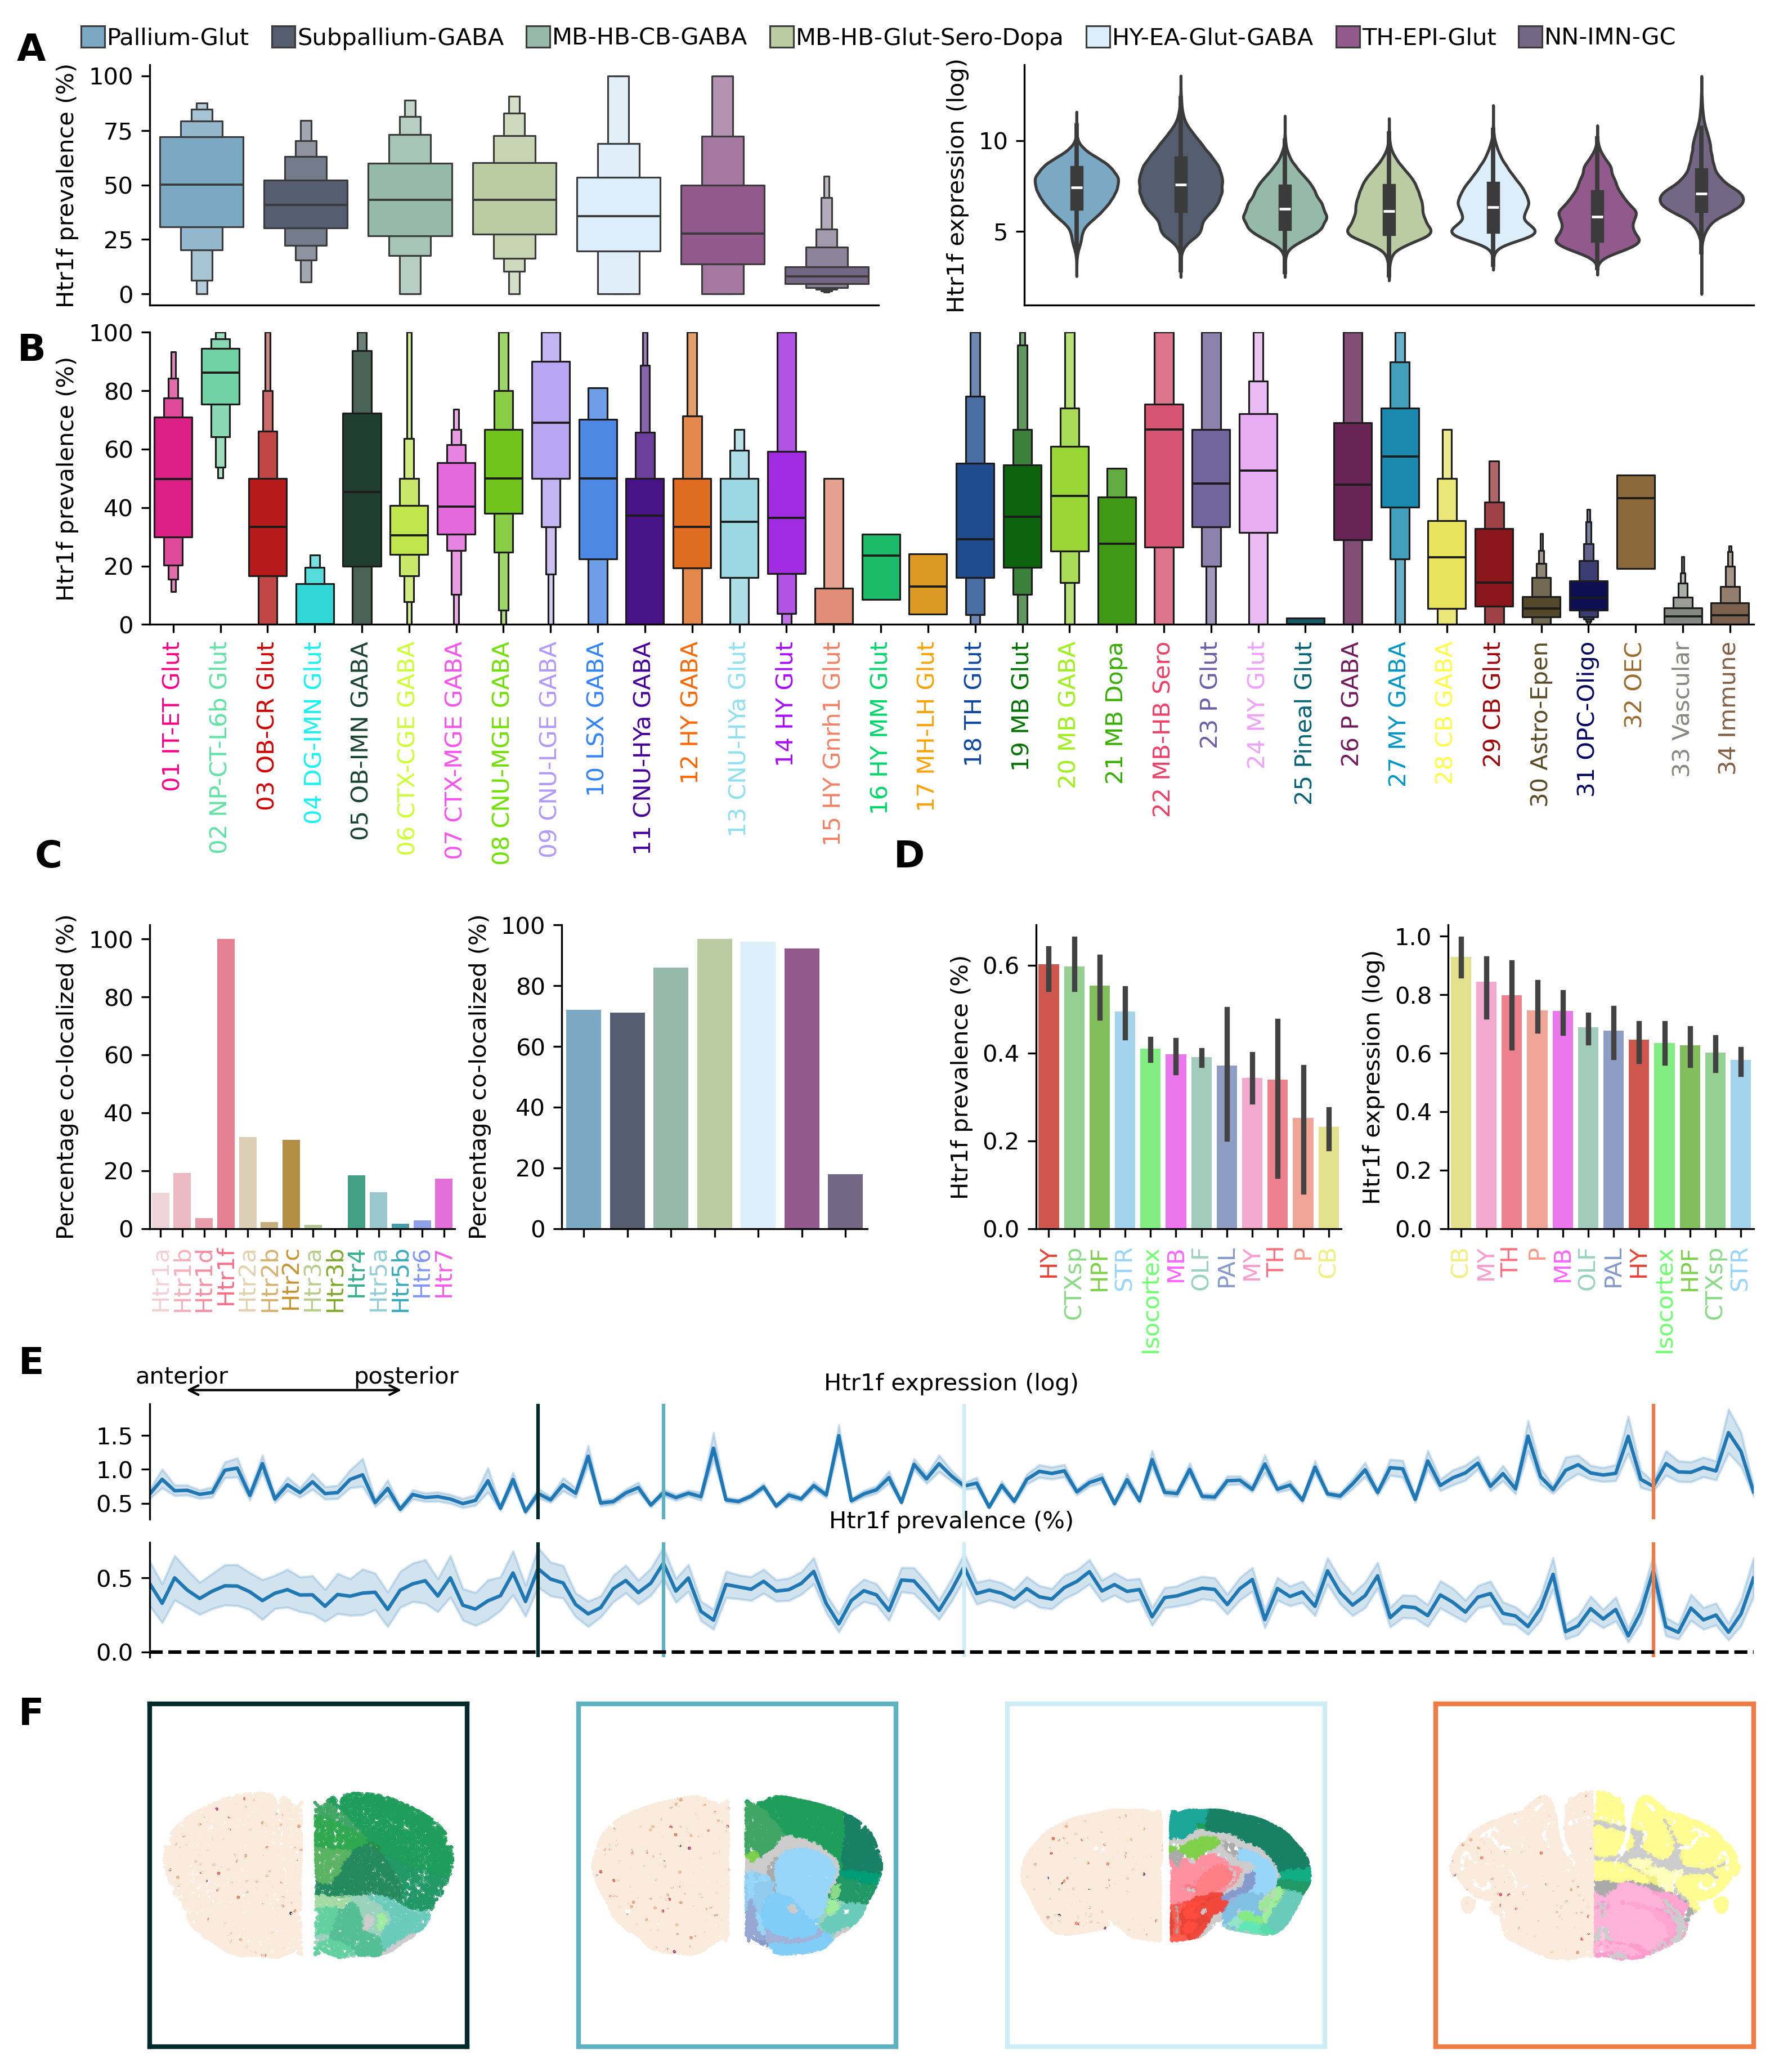 A
Pallium-Glut Subpallium-GABA MB-HB-CB-GABA MB-HB-Glut-Sero-Dopa HY-EA-Glut-GABA TH-EPI-Glut NN-IMN-GC
Htr1f prevalence (%)
100
75
50
25
0
Htr1f expression (log)
10
5
B
Htr1f prevalence (%)
100
80
60
40
20
0
01 IT-ET Glut
02 NP-CT-L6b Glut
03 OB-CR Glut
04 DG-IMN Glut
05 OB-IMN GABA
06 CTX-CGE GABA
07 CTX-MGE GABA
08 CNU-MGE GABA
09 CNU-LGE GABA
10 LSX GABA
11 CNU-HYa GABA
12 HY GABA
13 CNU-HYa Glut
14 HY Glut
15 HY Gnrh1 Glut
16 HY MM Glut
17 MH-LH Glut
18 TH Glut
19 MB Glut
20 MB GABA
21 MB Dopa
22 MB-HB Sero
23 P Glut
24 MY Glut
25 Pineal Glut
26 P GABA
27 MY GABA
28 CB GABA
29 CB Glut
30 Astro-Epen
31 OPC-Oligo
32 OEC
33 Vascular
34 Immune
C
Percentage co-localized (%)
100
80
60
40
20
0
Htr1a
Htr1b
Htr1d
Htr1f
Htr2a
Htr2b
Htr2c
Htr3a
Htr3b
Htr4
Htr5a
Htr5b
Htr6
Htr7
Percentage co-localized (%)
100
80
60
40
20
0
D
Htr1f prevalence (%)
0.6
0.4
0.2
0.0
HY
CTXsp
HPF
STR
Isocortex
MB
OLF
PAL
MY
TH
P
CB
Htr1f expression (log)
1.0
0.8
0.6
0.4
0.2
0.0
CB
MY
TH
P
MB
OLF
PAL
HY
Isocortex
HPF
CTXsp
STR
E
anterior posterior
Htr1f expression (log)
1.5
1.0
0.5
Htr1f prevalence (%)
0.5
0.0
F